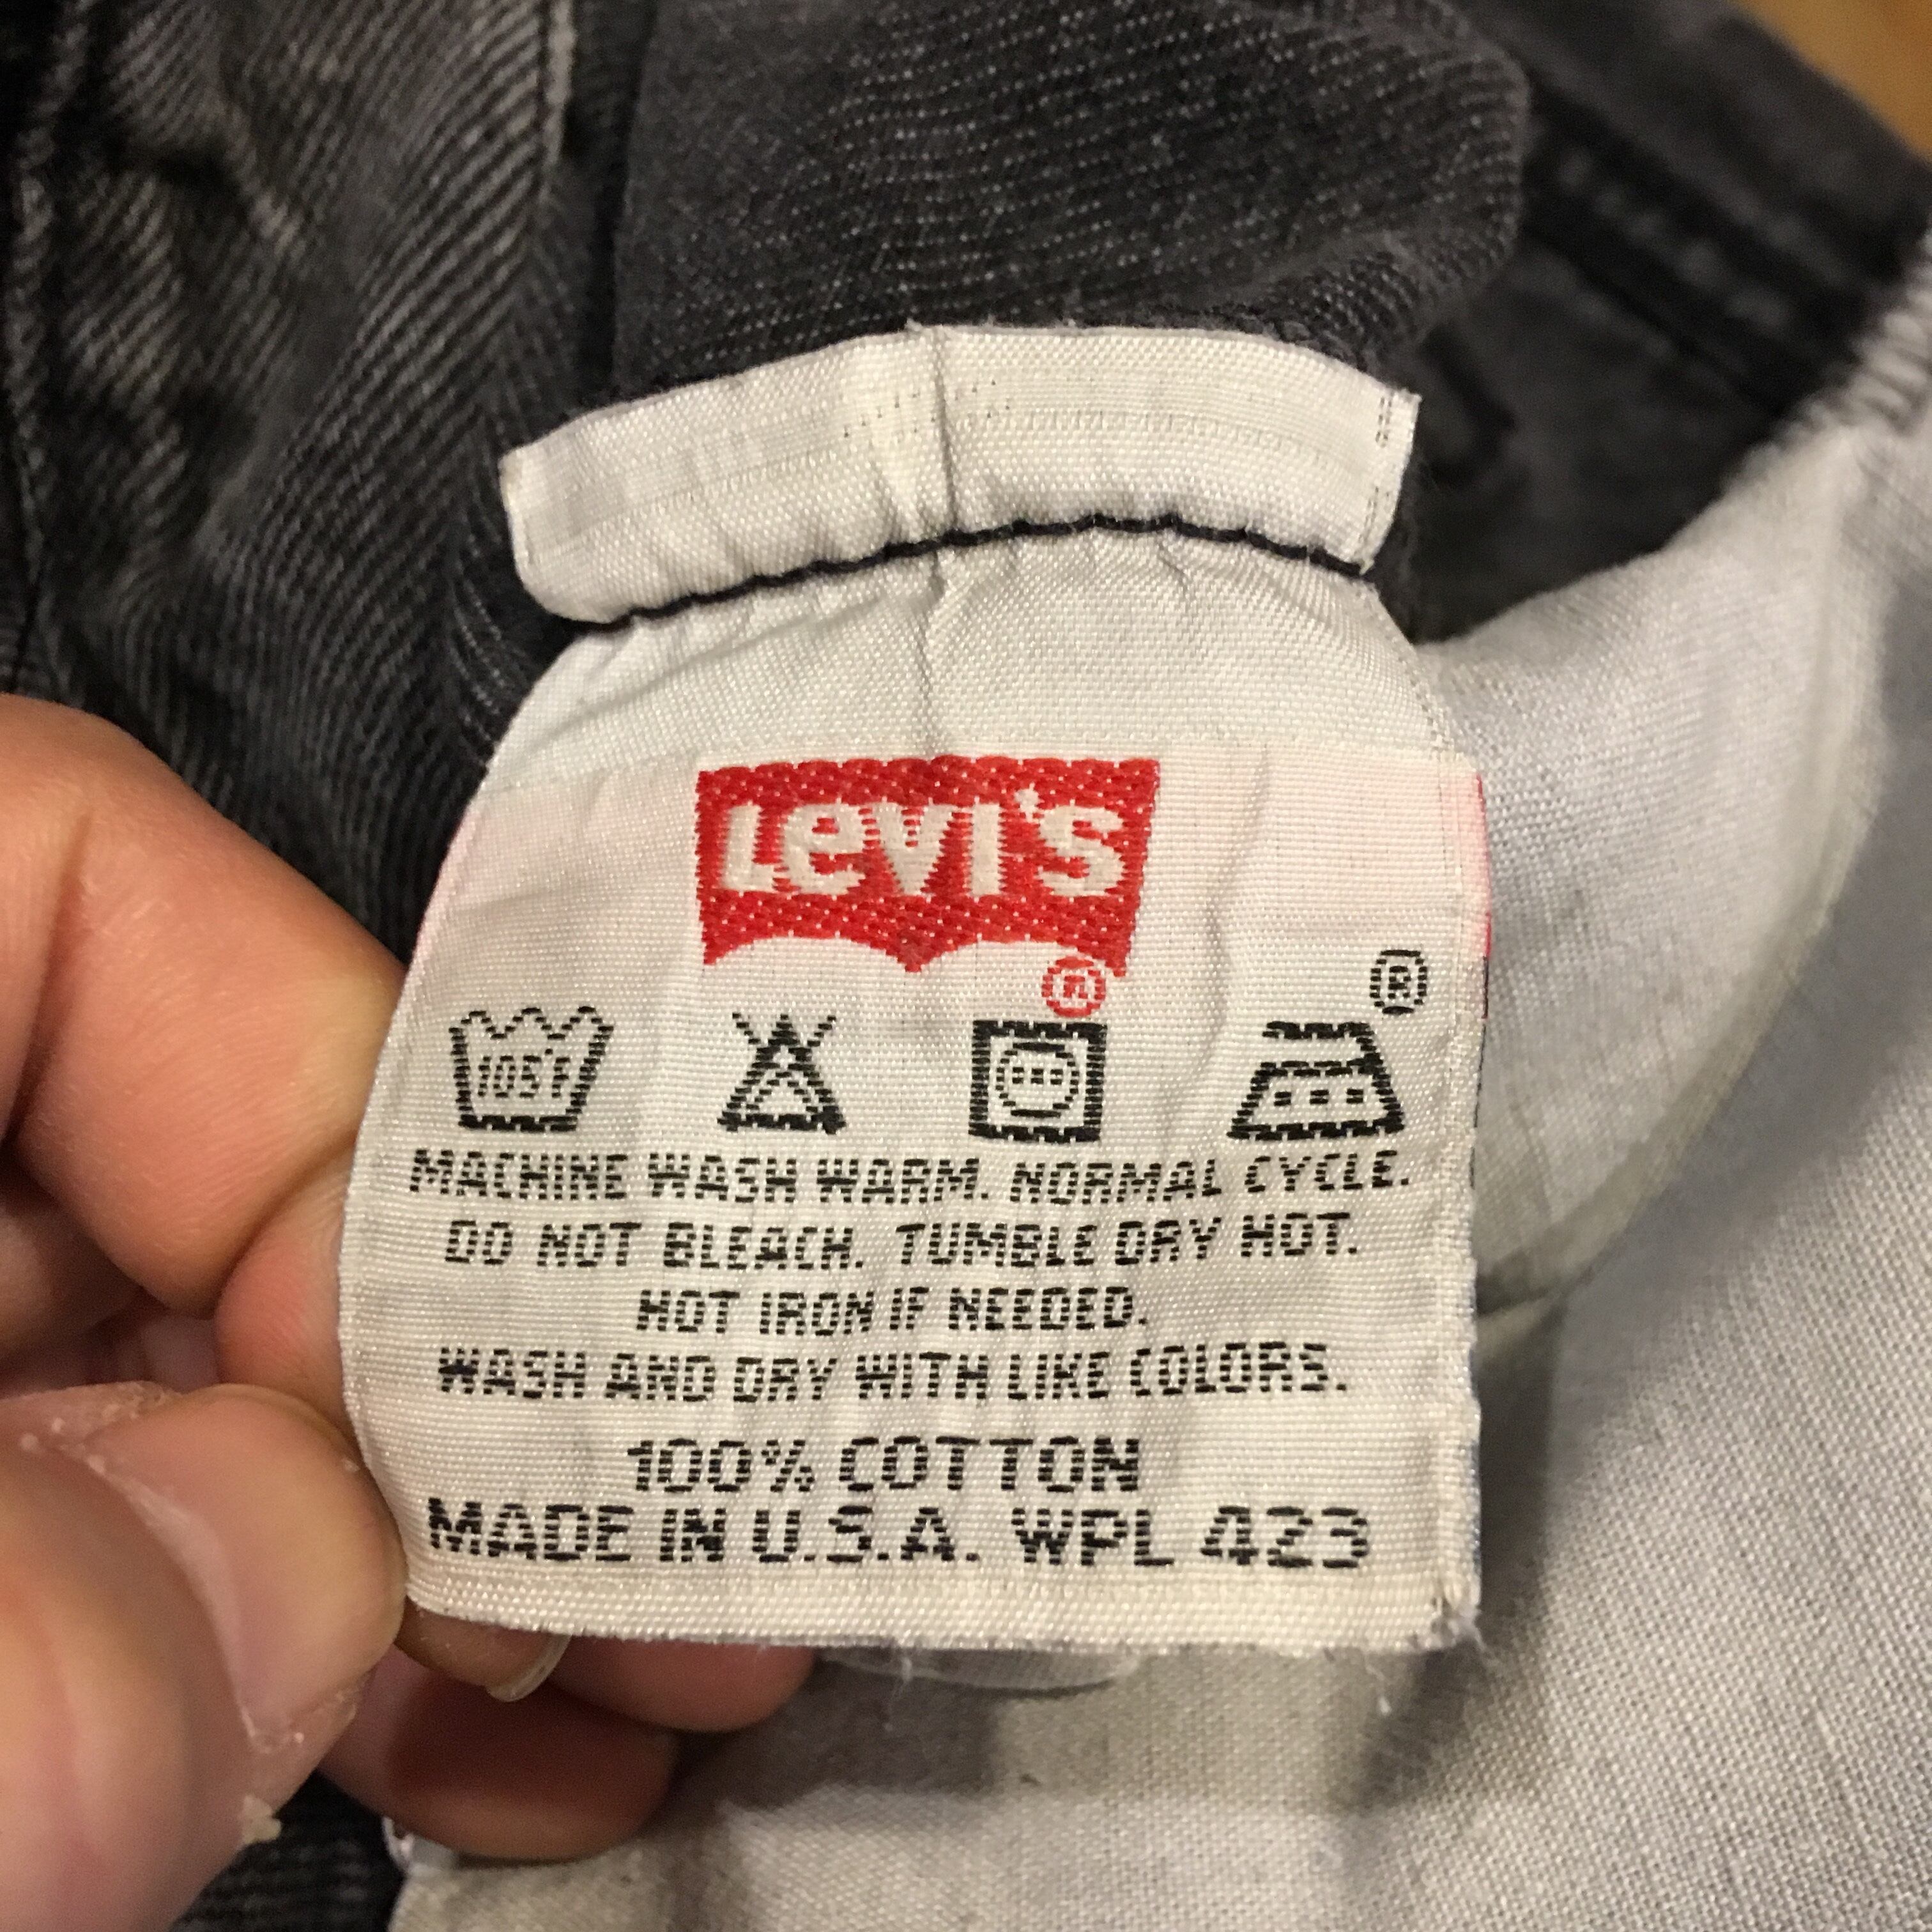 Levi's
®
®
105°F
MACHINE WASH WARM. NORMAL CYCLE.
DO NOT BLEACH. TUMBLE DRY HOT.
HOT IRON IF NEEDED.
WASH AND DRY WITH LIKE COLORS.
100% COTTON
MADE IN U.S.A. WPL 423